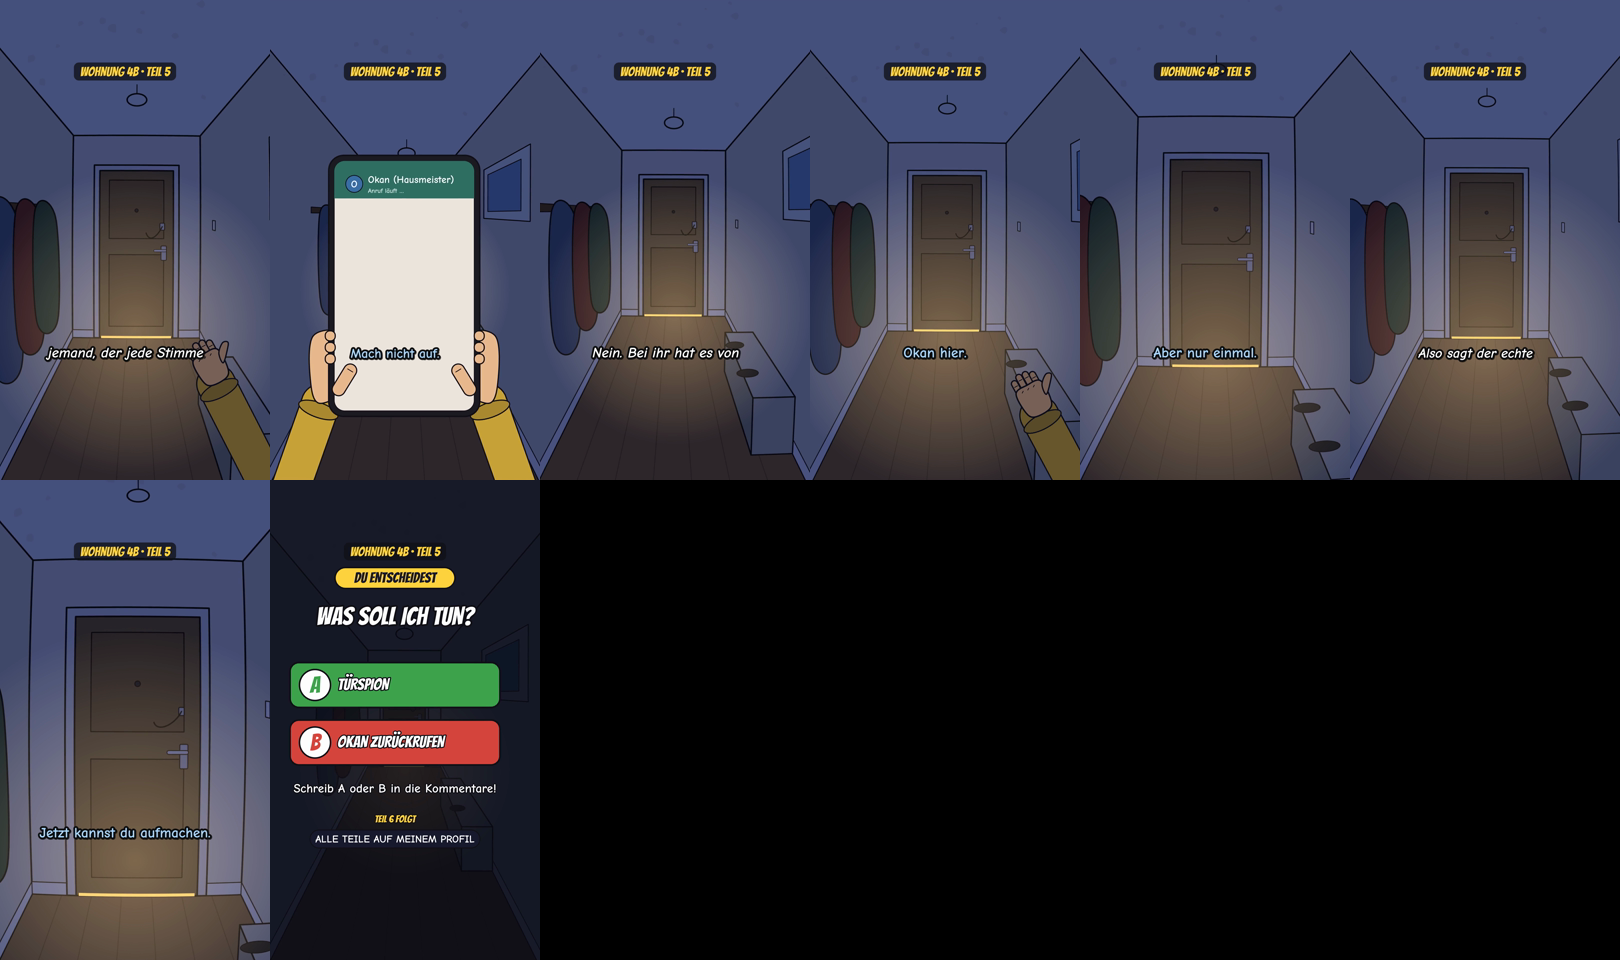 WOHNUNG 4B · TEIL 5
jemand, der jede Stimme
WOHNUNG 4B · TEIL 5
O
Okan (Hausmeister)
Anruf läuft ...
Mach nicht auf.
WOHNUNG 4B · TEIL 5
Nein. Bei ihr hat es von
WOHNUNG 4B · TEIL 5
Okan hier.
WOHNUNG 4B · TEIL 5
Aber nur einmal.
WOHNUNG 4B · TEIL 5
Also sagt der echte
WOHNUNG 4B · TEIL 5
Jetzt kannst du aufmachen.
WOHNUNG 4B · TEIL 5
DU ENTSCHEIDEST
WAS SOLL ICH TUN?
A TÜRSPION
B OKAN ZURÜCKRUFEN
Schreib A oder B in die Kommentare!
TEIL 6 FOLGT
ALLE TEILE AUF MEINEM PROFIL